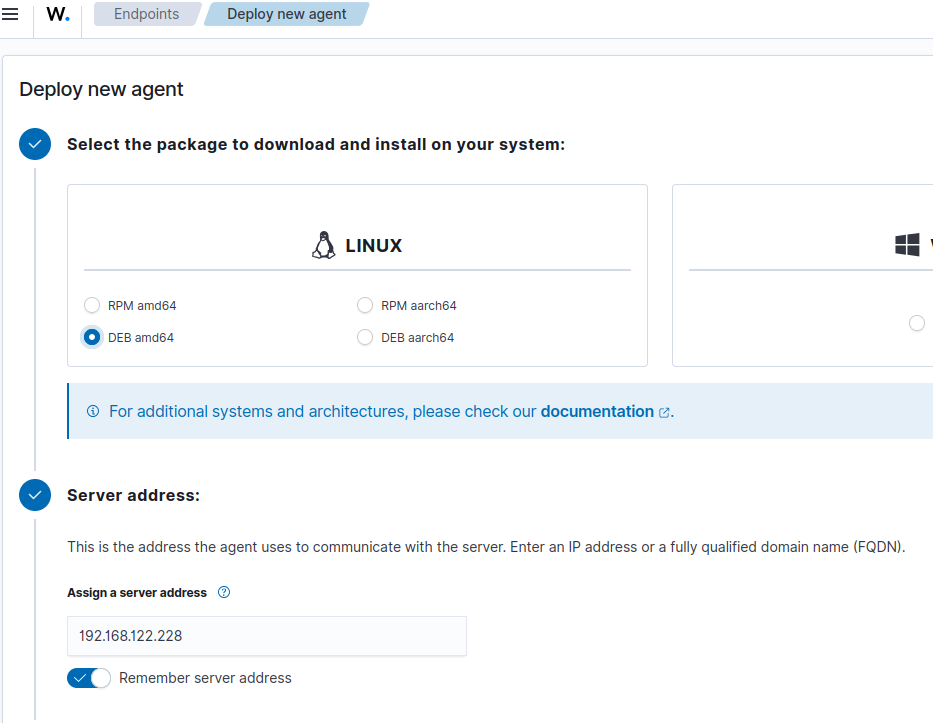 W.
Endpoints
Deploy new agent
Deploy new agent
Select the package to download and install on your system:
LINUX
RPM amd64
RPM aarch64
DEB amd64
DEB aarch64
For additional systems and architectures, please check our documentation.
Server address:
This is the address the agent uses to communicate with the server. Enter an IP address or a fully qualified domain name (FQDN).
Assign a server address
192.168.122.228
Remember server address